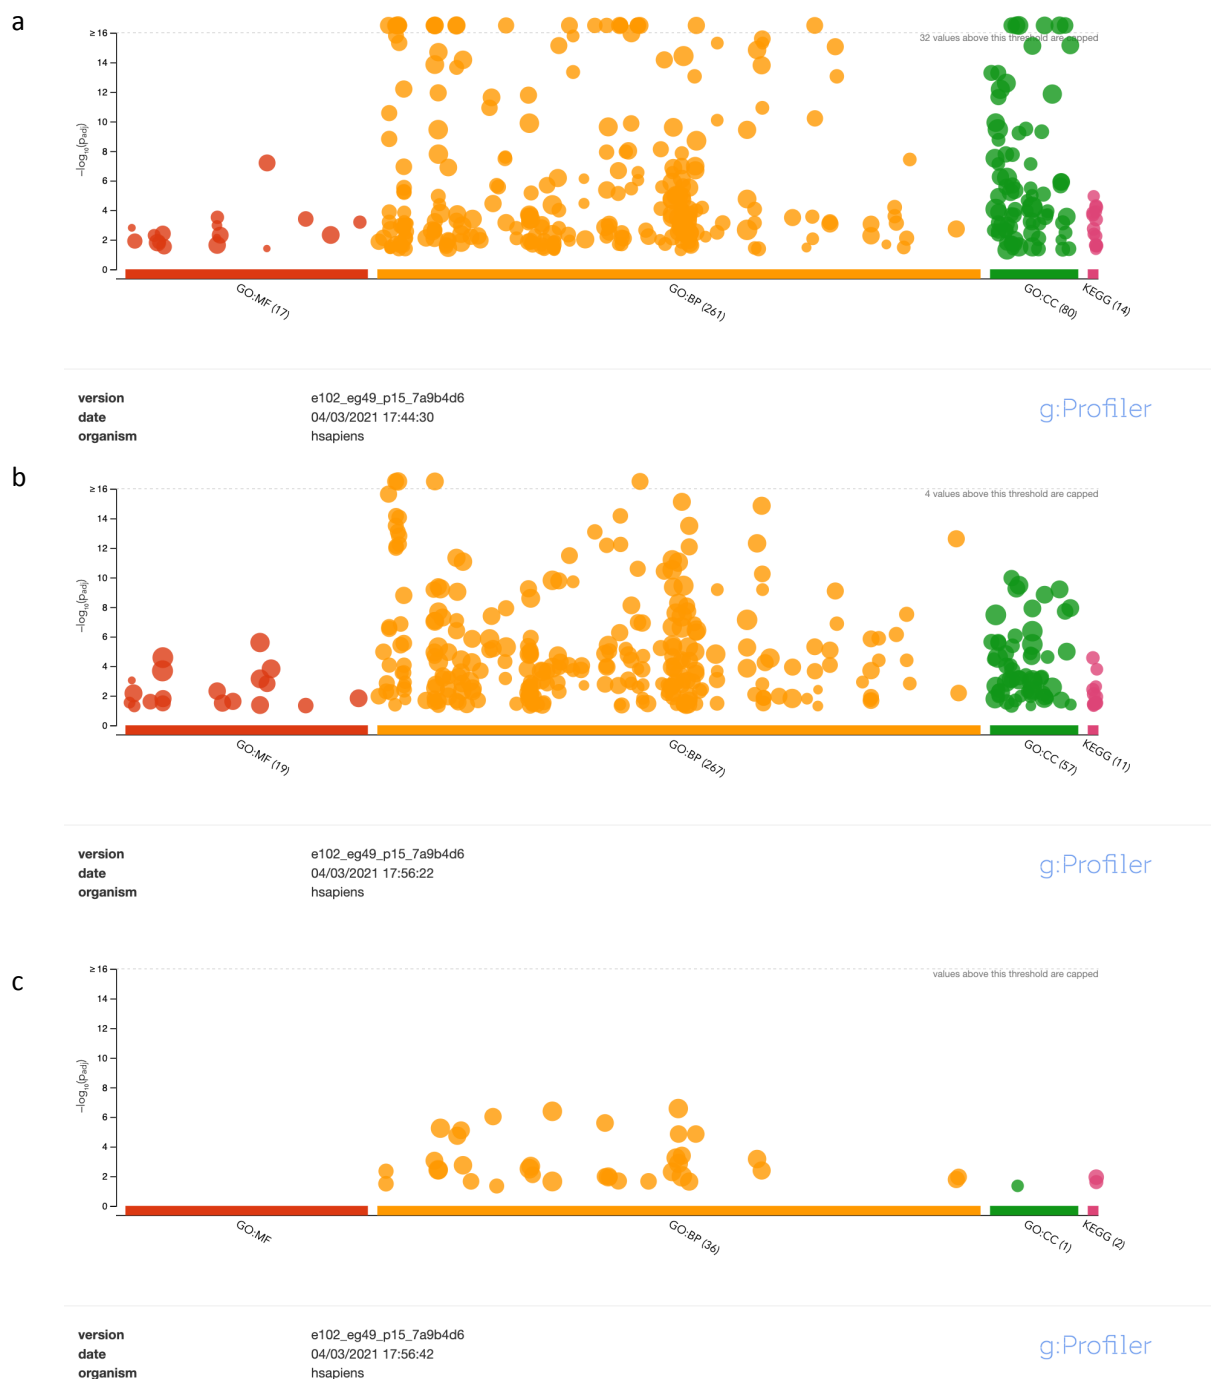 a
≥ 16
32 values above this threshold are capped
14
12
10
8
6
4
2
0
−log₁₀(padj)
GO:MF (17)
GO:BP (261)
GO:CC (80)
KEGG (14)
version e102_eg49_p15_7a9b4d6
date 04/03/2021 17:44:30
organism hsapiens
g:Profiler
b
≥ 16
4 values above this threshold are capped
14
12
10
8
6
4
2
0
−log₁₀(padj)
GO:MF (19)
GO:BP (267)
GO:CC (57)
KEGG (11)
version e102_eg49_p15_7a9b4d6
date 04/03/2021 17:56:22
organism hsapiens
g:Profiler
c
≥ 16
values above this threshold are capped
14
12
10
8
6
4
2
0
−log₁₀(padj)
GO:MF
GO:BP (36)
GO:CC (1)
KEGG (2)
version e102_eg49_p15_7a9b4d6
date 04/03/2021 17:56:42
organism hsapiens
g:Profiler